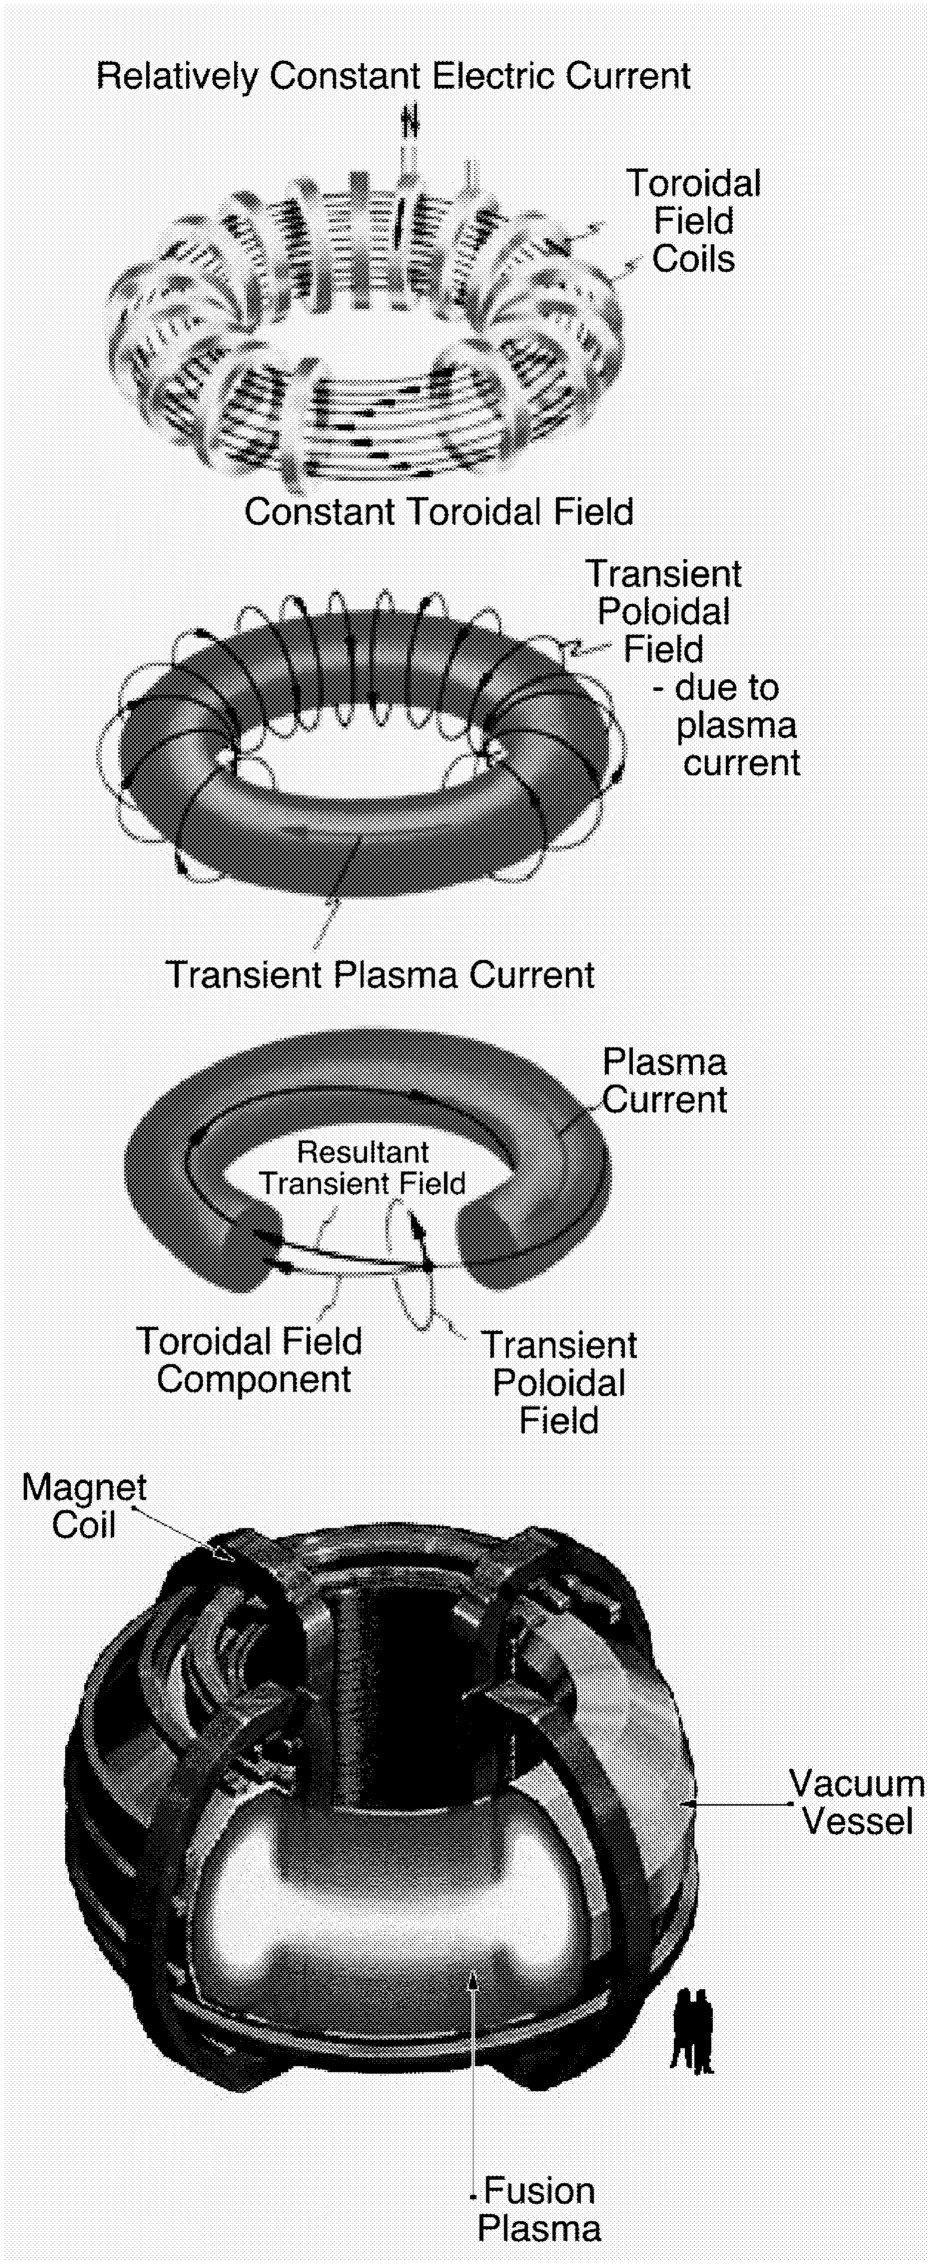 Relatively Constant Electric Current
Toroidal
Field
Coils
Constant Toroidal Field
Transient
Poloidal
Field
- due to
plasma
current
Transient Plasma Current
Plasma
Current
Resultant
Transient Field
Toroidal Field
Component
Transient
Poloidal
Field
Magnet
Coil
Vacuum
Vessel
Fusion
Plasma